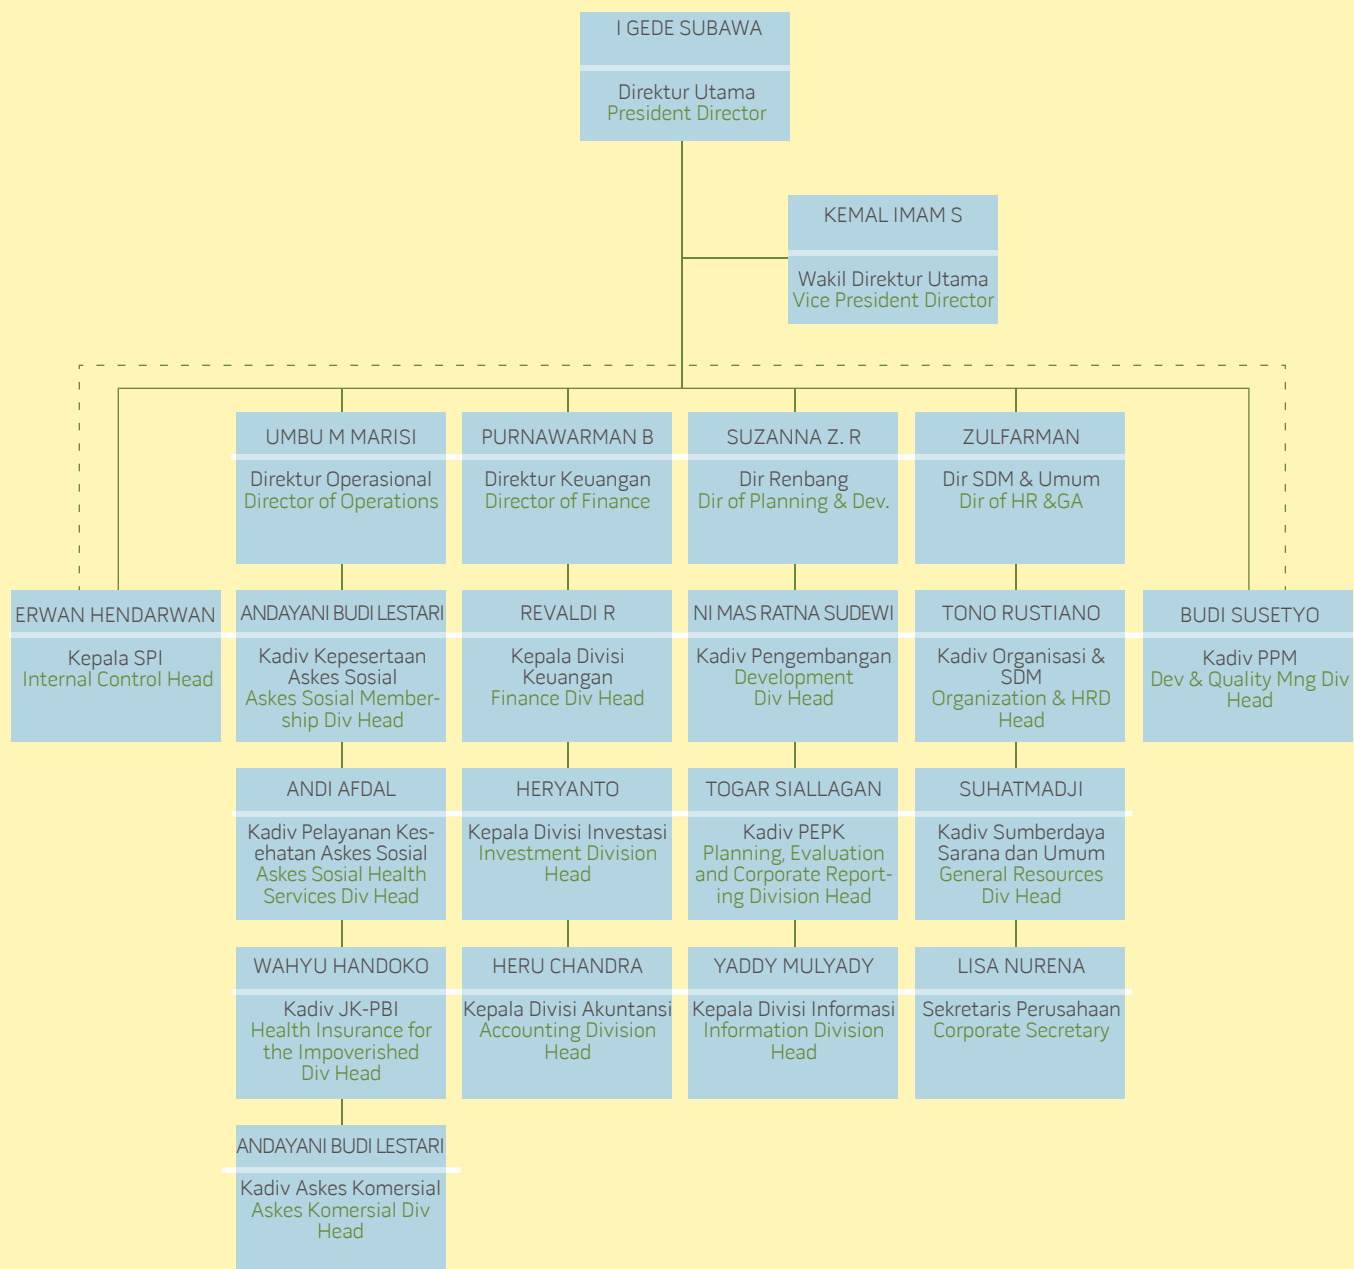 I GEDE SUBAWA
Direktur Utama
President Director
KEMAL IMAM S
Wakil Direktur Utama
Vice President Director
UMBU M MARISI
Direktur Operasional
Director of Operations
PURNAWARMAN B
Direktur Keuangan
Director of Finance
SUZANNA Z. R
Dir Renbang
Dir of Planning & Dev.
ZULFARMAN
Dir SDM & Umum
Dir of HR &GA
ERWAN HENDARWAN
Kepala SPI
Internal Control Head
ANDAYANI BUDI LESTARI
Kadiv Kepesertaan
Askes Sosial
Askes Sosial Member-
ship Div Head
REVALDI R
Kepala Divisi
Keuangan
Finance Div Head
NI MAS RATNA SUDEWI
Kadiv Pengembangan
Development
Div Head
TONO RUSTIANO
Kadiv Organisasi &
SDM
Organization & HRD
Head
BUDI SUSETYO
Kadiv PPM
Dev & Quality Mng Div
Head
ANDI AFDAL
Kadiv Pelayanan Kes-
ehatan Askes Sosial
Askes Sosial Health
Services Div Head
HERYANTO
Kepala Divisi Investasi
Investment Division
Head
TOGAR SIALLAGAN
Kadiv PEPK
Planning, Evaluation
and Corporate Report-
ing Division Head
SUHATMADJI
Kadiv Sumberdaya
Sarana dan Umum
General Resources
Div Head
WAHYU HANDOKO
Kadiv JK-PBI
Health Insurance for
the Impoverished
Div Head
HERU CHANDRA
Kepala Divisi Akuntansi
Accounting Division
Head
YADDY MULYADY
Kepala Divisi Informasi
Information Division
Head
LISA NURENA
Sekretaris Perusahaan
Corporate Secretary
ANDAYANI BUDI LESTARI
Kadiv Askes Komersial
Askes Komersial Div
Head